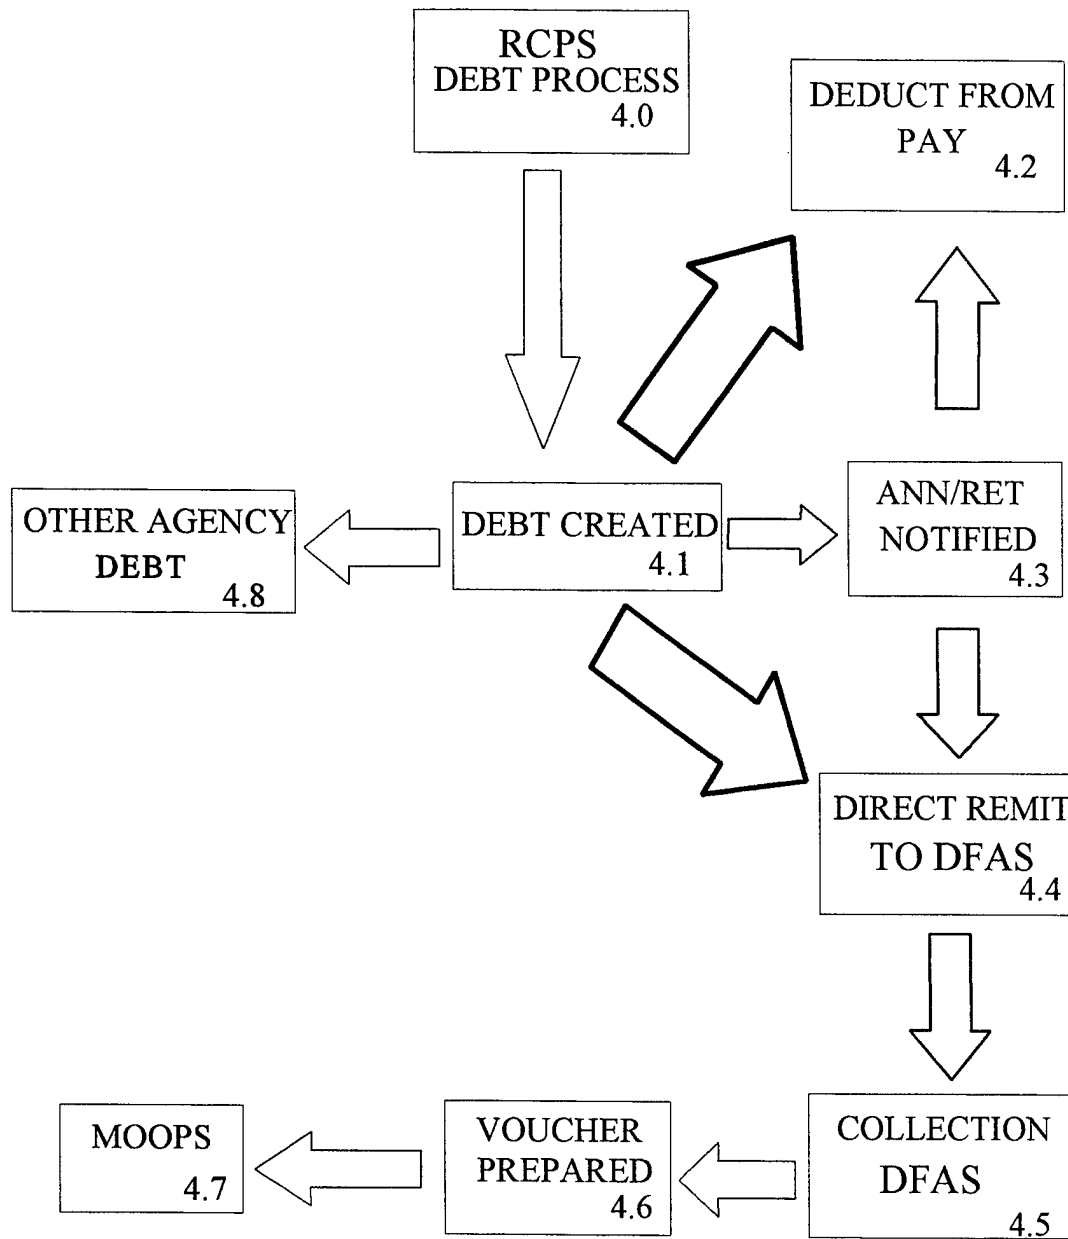 RCPS
DEBT PROCESS
4.0
DEDUCT FROM
PAY
4.2
OTHER AGENCY
DEBT
4.8
DEBT CREATED
4.1
ANN/RET
NOTIFIED
4.3
DIRECT REMIT
TO DFAS
4.4
MOOPS
4.7
VOUCHER
PREPARED
4.6
COLLECTION
DFAS
4.5